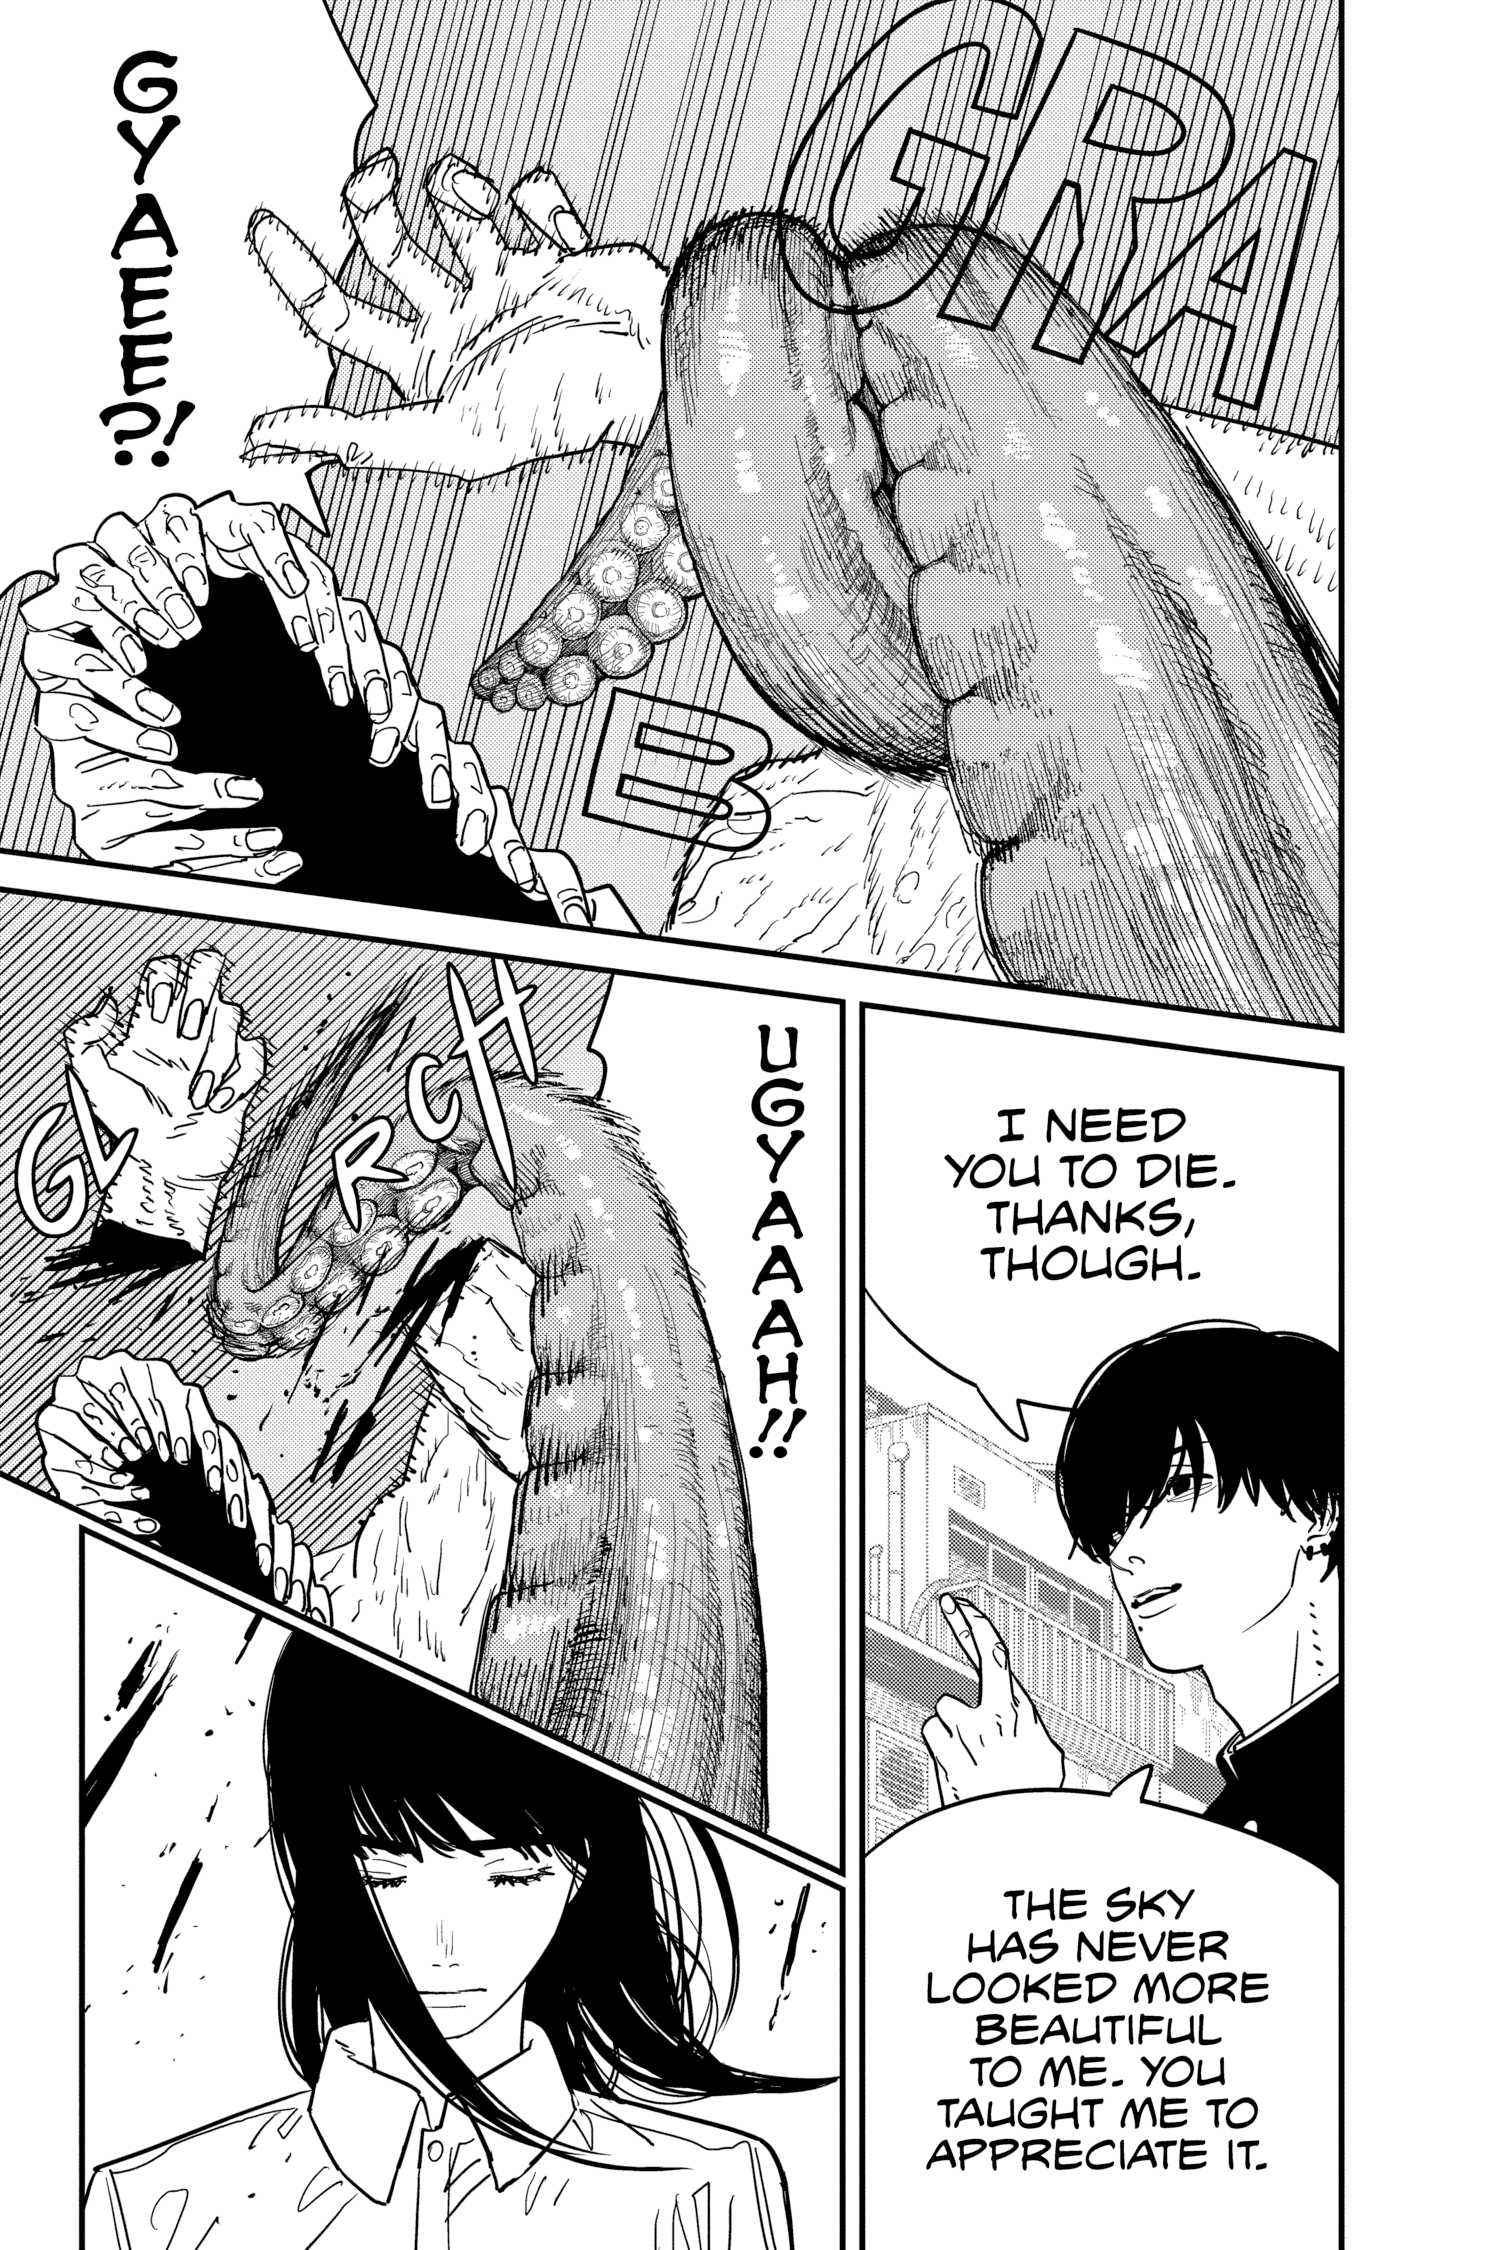 GRA
B
GYAEE?!
I NEED
YOU TO DIE.
THANKS,
THOUGH.
THE SKY
HAS NEVER
LOOKED MORE
BEAUTIFUL
TO ME. YOU
TAUGHT ME TO
APPRECIATE IT.
UGYAAAH!!
GLRCH